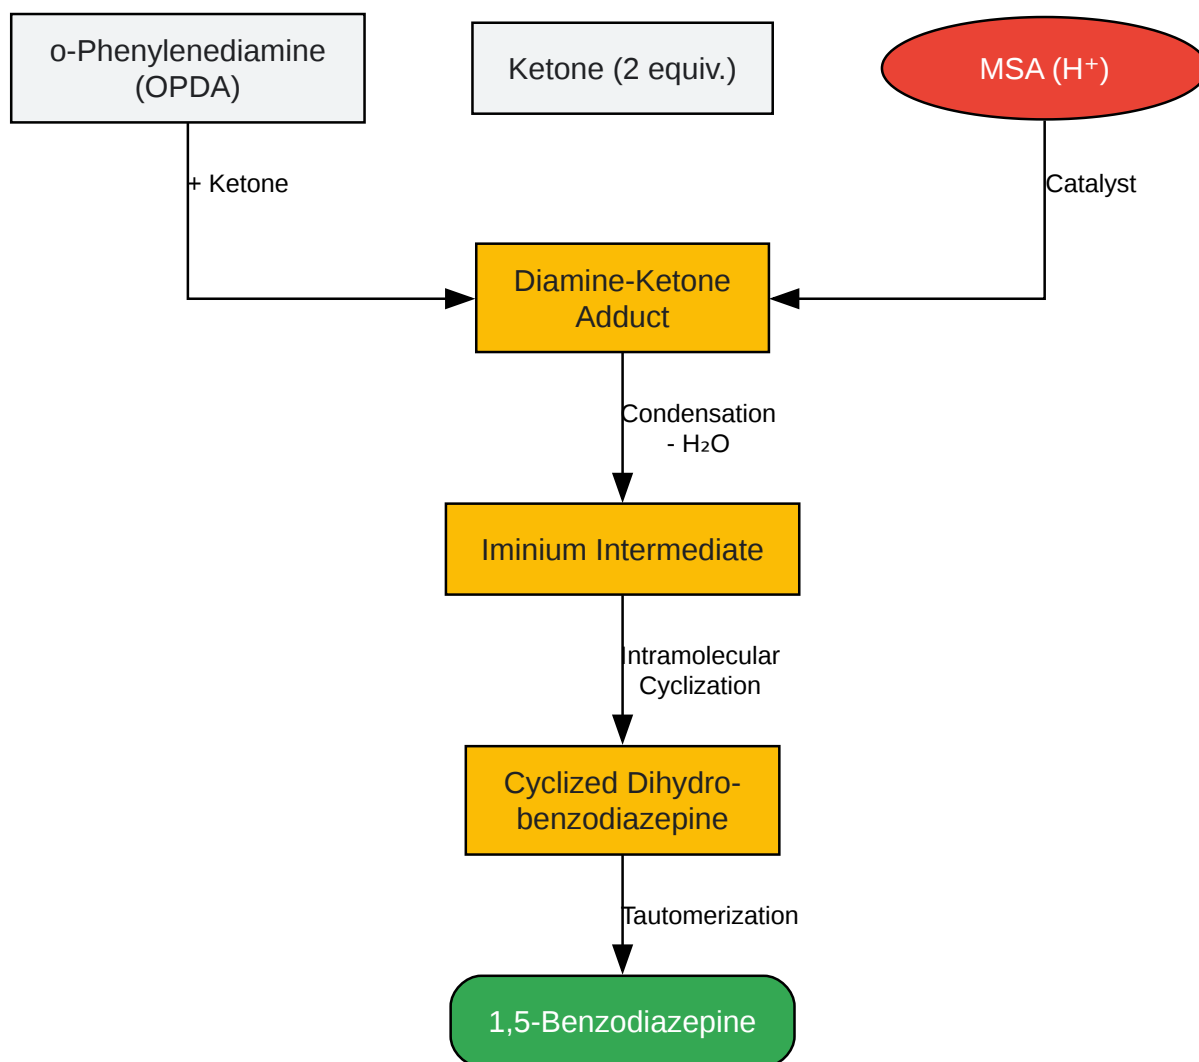 o-Phenylenediamine
(OPDA)
Ketone (2 equiv.)
MSA (H⁺)
+ Ketone
Catalyst
Diamine-Ketone
Adduct
Condensation
- H₂O
Iminium Intermediate
Intramolecular
Cyclization
Cyclized Dihydro-
benzodiazepine
Tautomerization
1,5-Benzodiazepine